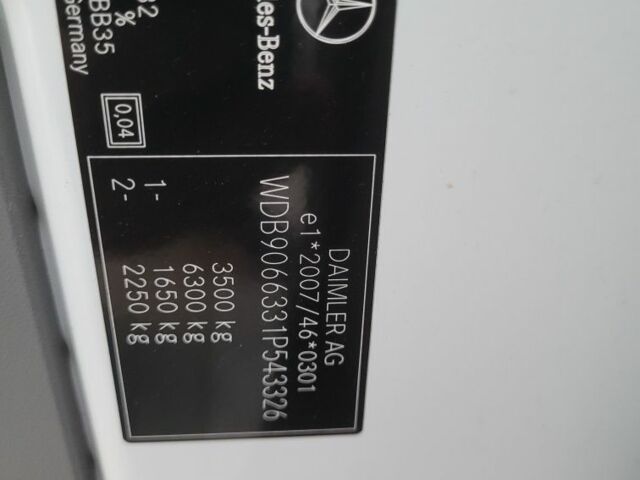 32
%
BB35
Germany
es-Benz
0,04
DAIMLER AG
e1*2007/46*0301
WDB9066331P543326
3500 kg
6300 kg
1- 1650 kg
2- 2250 kg